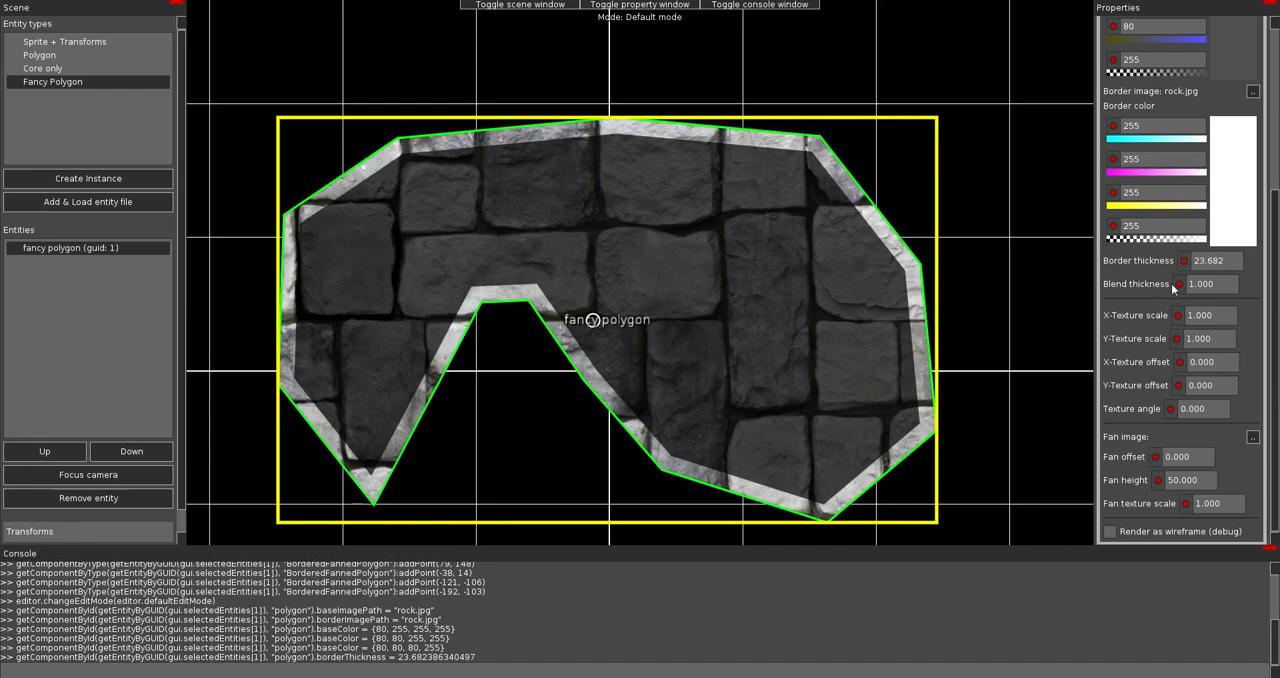 Scene
Entity types
Sprite + Transforms
Polygon
Core only
Fancy Polygon
Create Instance
Add & Load entity file
Entities
fancy polygon (guid: 1)
Up Down
Focus camera
Remove entity
Transforms
Toggle scene window Toggle property window Toggle console window
Mode: Default mode
fancy polygon
Properties
80
255
Border image: rock.jpg ..
Border color
255
255
255
255
Border thickness 23.682
Blend thickness 1.000
X-Texture scale 1.000
Y-Texture scale 1.000
X-Texture offset 0.000
Y-Texture offset 0.000
Texture angle 0.000
Fan image: ..
Fan offset 0.000
Fan height 50.000
Fan texture scale 1.000
Render as wireframe (debug)
Console
>> getComponentByType(getEntityByGUID(gui.selectedEntities[1]), "BorderedFannedPolygon):addPoint(79, 148)
>> getComponentByType(getEntityByGUID(gui.selectedEntities[1]), "BorderedFannedPolygon):addPoint(-38, 14)
>> getComponentByType(getEntityByGUID(gui.selectedEntities[1]), "BorderedFannedPolygon):addPoint(-121, -106)
>> getComponentByType(getEntityByGUID(gui.selectedEntities[1]), "BorderedFannedPolygon):addPoint(-192, -103)
>> editor.changeEditMode(editor.defaultEditMode)
>> getComponentById(getEntityByGUID(gui.selectedEntities[1]), "polygon").baseImagePath = "rock.jpg"
>> getComponentById(getEntityByGUID(gui.selectedEntities[1]), "polygon").borderImagePath = "rock.jpg"
>> getComponentById(getEntityByGUID(gui.selectedEntities[1]), "polygon").baseColor = {80, 255, 255, 255}
>> getComponentById(getEntityByGUID(gui.selectedEntities[1]), "polygon").baseColor = {80, 80, 255, 255}
>> getComponentById(getEntityByGUID(gui.selectedEntities[1]), "polygon").baseColor = {80, 80, 80, 255}
>> getComponentById(getEntityByGUID(gui.selectedEntities[1]), "polygon").borderThickness = 23.682386340497